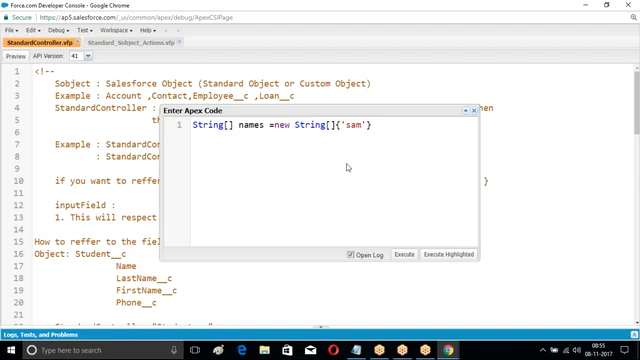 Force.com Developer Console - Google Chrome
Secure https://ap5.salesforce.com/_ui/common/apex/debug/ApexCSIPage
File Edit Debug Test Workspace Help < >
StandardController.vfp Standard_Sobject_Actions.vfp
Preview API Version: 41
1 <!--
2 Sobject : Salesforce Object (Standard Object or Custom Object)
3 Example : Account ,Contact,Employee__c ,Loan__c
4 StandardController : hen
5 th
6
7 Example : StandardCont
8 : StandardCo
9
10 if you want to reffer }
11
12 inputField :
13 1. This will respect
14
15 How to reffer to the fiel
16 Object: Student__c
17 Name
18 LastName__c
19 FirstName__c
20 Phone__c
21
Enter Apex Code
1 String[] names =new String[]{'sam'}
Open Log Execute Execute Highlighted
Logs, Tests, and Problems
Type here to search
08:55
08-11-2017